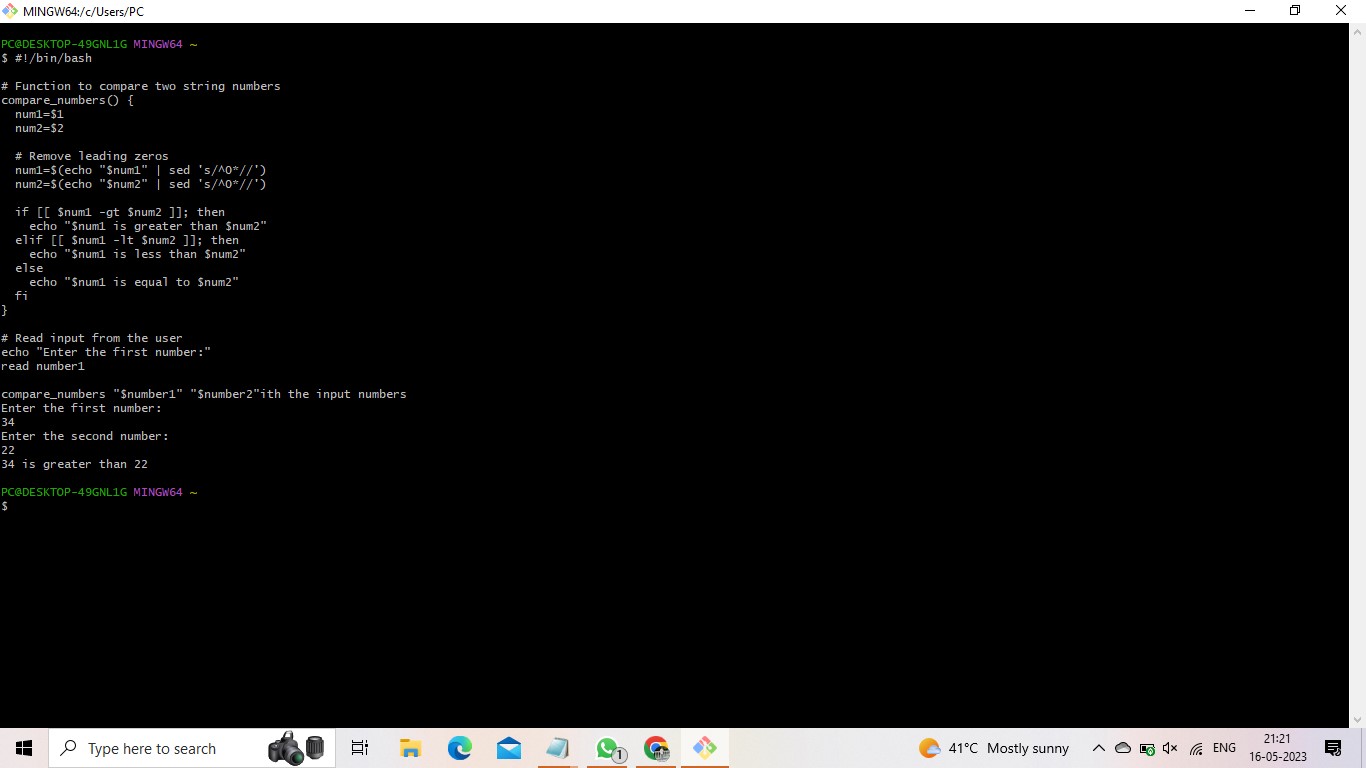 MINGW64:/c/Users/PC
PC@DESKTOP-49GNL1G MINGW64 ~
$ #!/bin/bash
# Function to compare two string numbers
compare_numbers() {
  num1=$1
  num2=$2
  # Remove leading zeros
  num1=$(echo "$num1" | sed 's/^0*//')
  num2=$(echo "$num2" | sed 's/^0*//')
  if [[ $num1 -gt $num2 ]]; then
    echo "$num1 is greater than $num2"
  elif [[ $num1 -lt $num2 ]]; then
    echo "$num1 is less than $num2"
  else
    echo "$num1 is equal to $num2"
  fi
}
# Read input from the user
echo "Enter the first number:"
read number1
compare_numbers "$number1" "$number2"ith the input numbers
Enter the first number:
34
Enter the second number:
22
34 is greater than 22
PC@DESKTOP-49GNL1G MINGW64 ~
$
Type here to search
1
41°C Mostly sunny
ENG
21:21
16-05-2023